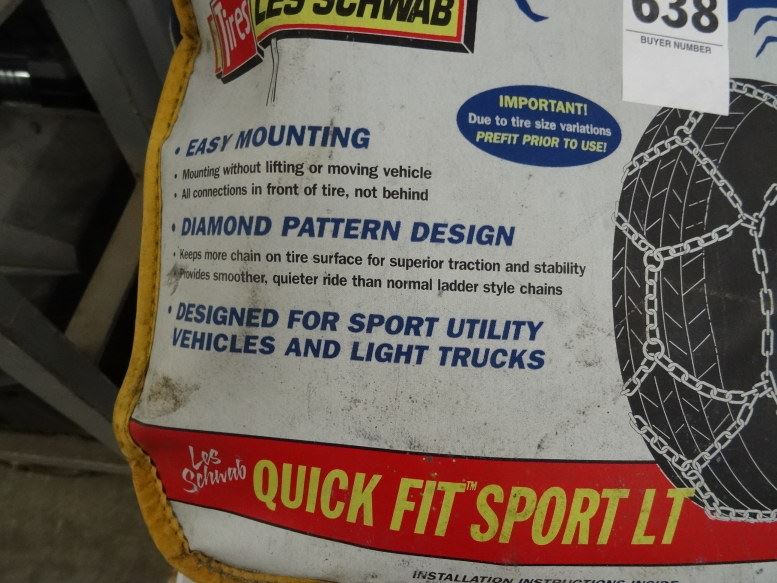 Tires
LES SCHWAB
638
BUYER NUMBER
IMPORTANT!
Due to tire size variations
PREFIT PRIOR TO USE!
• EASY MOUNTING
• Mounting without lifting or moving vehicle
• All connections in front of tire, not behind
• DIAMOND PATTERN DESIGN
• Keeps more chain on tire surface for superior traction and stability
• Provides smoother, quieter ride than normal ladder style chains
• DESIGNED FOR SPORT UTILITY
VEHICLES AND LIGHT TRUCKS
Les
Schwab
QUICK FIT™ SPORT LT
INSTALLATION INSTRUCTIONS INSIDE